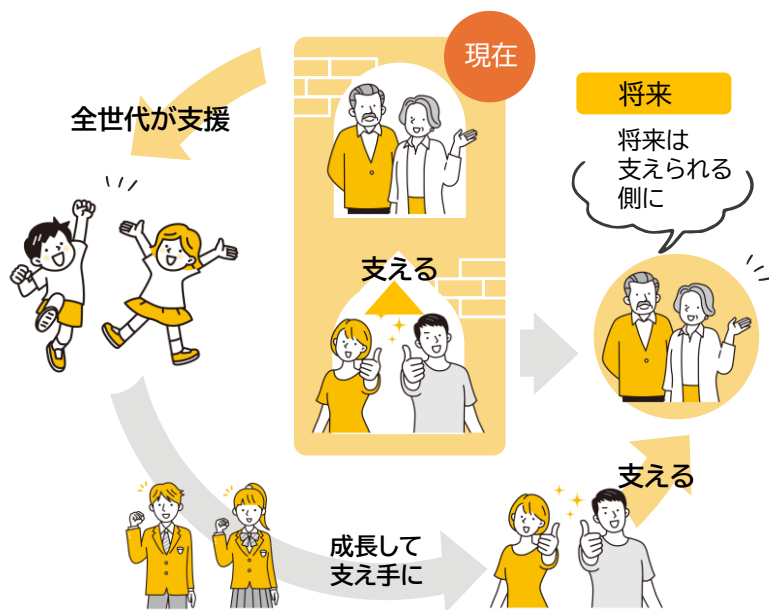 現在
全世代が支援
支える
将来
将来は
支えられる
側に
支える
成長して
支え手に